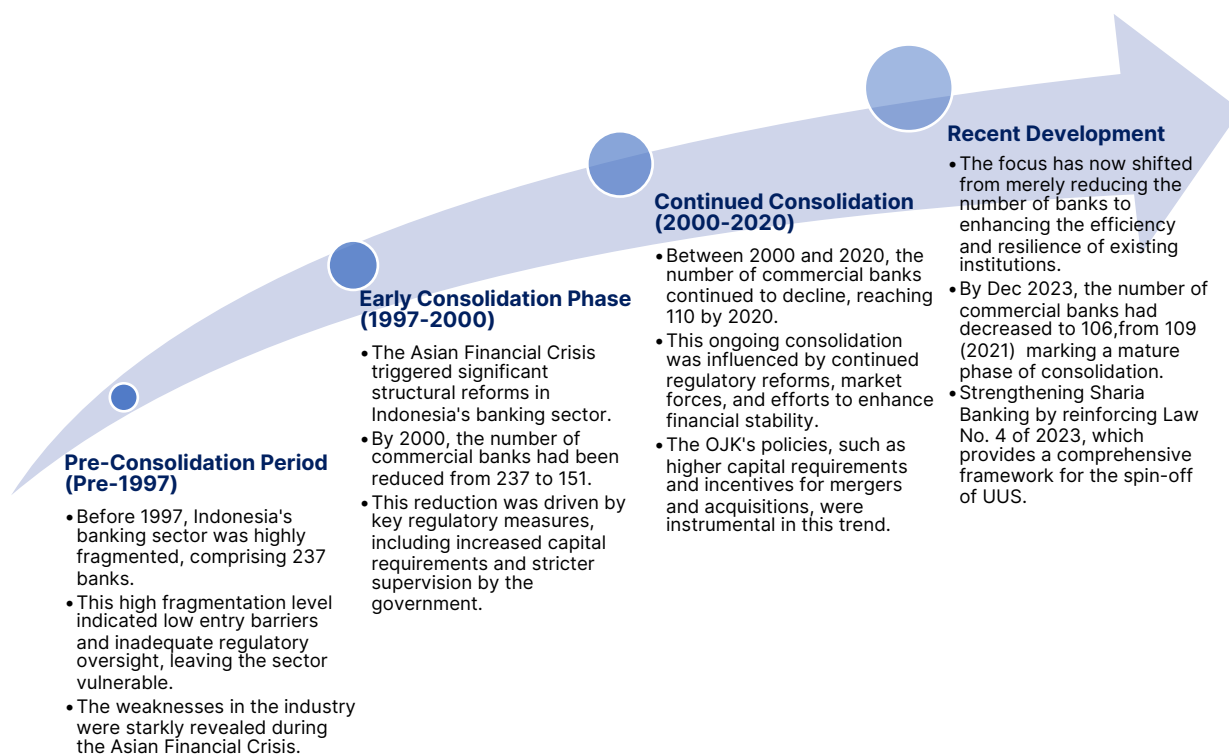 Pre-Consolidation Period
(Pre-1997)
•Before 1997, Indonesia's
banking sector was highly
fragmented, comprising 237
banks.
•This high fragmentation level
indicated low entry barriers
and inadequate regulatory
oversight, leaving the sector
vulnerable.
•The weaknesses in the industry
were starkly revealed during
the Asian Financial Crisis.
Early Consolidation Phase
(1997-2000)
•The Asian Financial Crisis
triggered significant
structural reforms in
Indonesia's banking sector.
•By 2000, the number of
commercial banks had been
reduced from 237 to 151.
•This reduction was driven by
key regulatory measures,
including increased capital
requirements and stricter
supervision by the
government.
Continued Consolidation
(2000-2020)
•Between 2000 and 2020, the
number of commercial banks
continued to decline, reaching
110 by 2020.
•This ongoing consolidation
was influenced by continued
regulatory reforms, market
forces, and efforts to enhance
financial stability.
•The OJK's policies, such as
higher capital requirements
and incentives for mergers
and acquisitions, were
instrumental in this trend.
Recent Development
•The focus has now shifted
from merely reducing the
number of banks to
enhancing the efficiency
and resilience of existing
institutions.
•By Dec 2023, the number of
commercial banks had
decreased to 106,from 109
(2021)  marking a mature
phase of consolidation.
•Strengthening Sharia
Banking by reinforcing Law
No. 4 of 2023, which
provides a comprehensive
framework for the spin-off
of UUS.